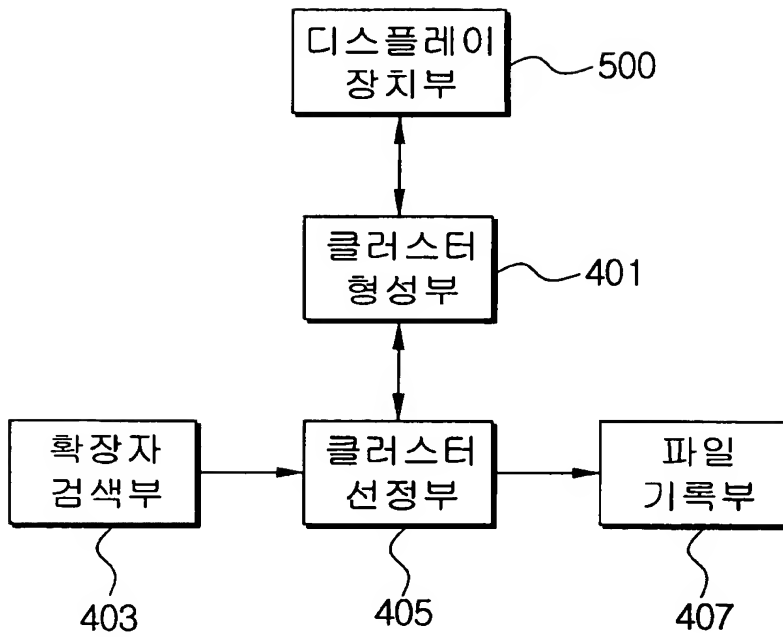 디스플레이
장치부
500
클러스터
형성부
401
확장자
검색부
클러스터
선정부
파일
기록부
403
405
407